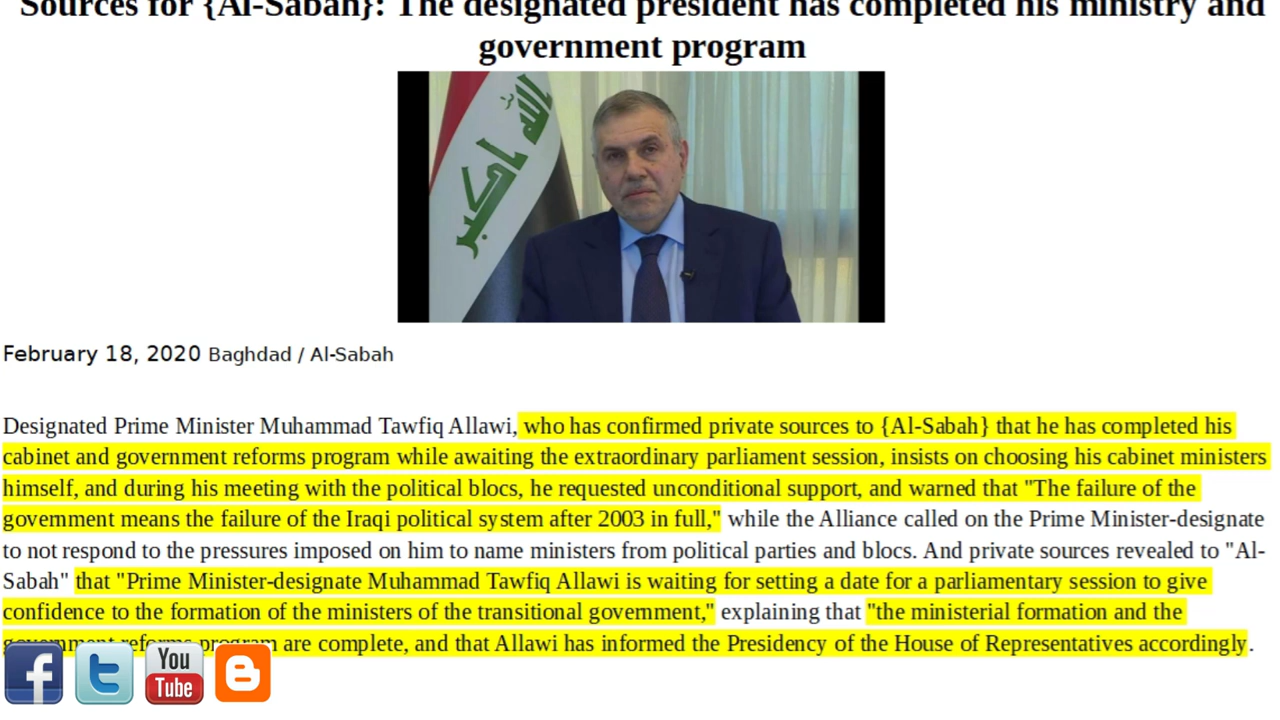 Sources for {Al-Sabah}: The designated president has completed his ministry and
government program
الله اكبر
February 18, 2020 Baghdad / Al-Sabah
Designated Prime Minister Muhammad Tawfiq Allawi, who has confirmed private sources to {Al-Sabah} that he has completed his
cabinet and government reforms program while awaiting the extraordinary parliament session, insists on choosing his cabinet ministers
himself, and during his meeting with the political blocs, he requested unconditional support, and warned that "The failure of the
government means the failure of the Iraqi political system after 2003 in full," while the Alliance called on the Prime Minister-designate
to not respond to the pressures imposed on him to name ministers from political parties and blocs. And private sources revealed to "Al-
Sabah" that "Prime Minister-designate Muhammad Tawfiq Allawi is waiting for setting a date for a parliamentary session to give
confidence to the formation of the ministers of the transitional government," explaining that "the ministerial formation and the
government reforms program are complete, and that Allawi has informed the Presidency of the House of Representatives accordingly.
You
Tube